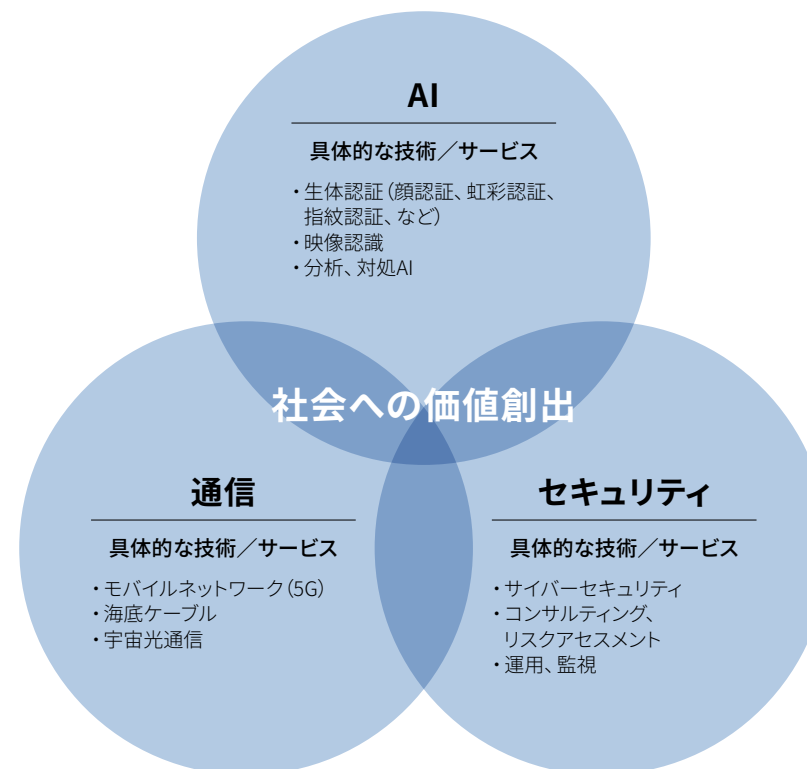 AI
具体的な技術／サービス
・生体認証(顔認証、虹彩認証、
指紋認証、など)
・映像認識
・分析、対処AI
社会への価値創出
通信
具体的な技術／サービス
・モバイルネットワーク(5G)
・海底ケーブル
・宇宙光通信
セキュリティ
具体的な技術／サービス
・サイバーセキュリティ
・コンサルティング、
リスクアセスメント
・運用、監視